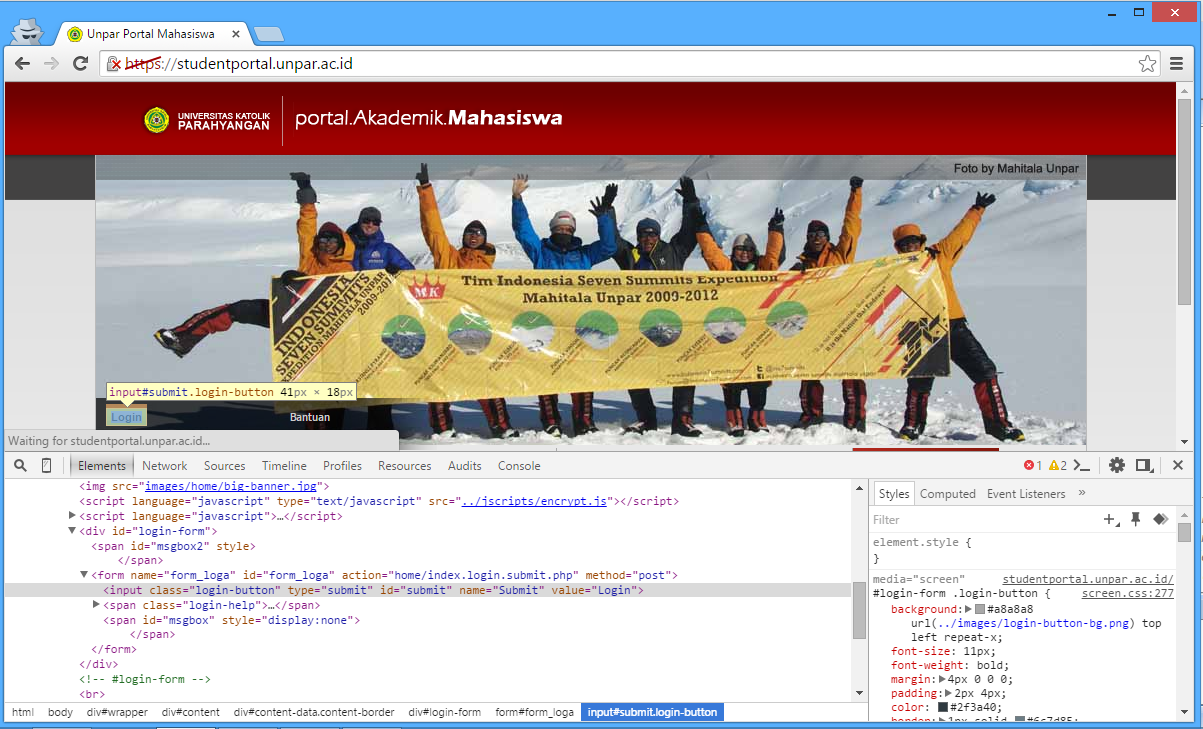 Unpar Portal Mahasiswa
https://studentportal.unpar.ac.id
UNIVERSITAS KATOLIK
PARAHYANGAN
portal.Akademik.Mahasiswa
Foto by Mahitala Unpar
Tim Indonesia Seven Summits Expedition
Mahitala Unpar 2009-2012
MK
INDONESIA
SEVEN SUMMITS
EXPEDITION MAHITALA UNPAR
2009-2012
input#submit.login-button 41px × 18px
Login
Bantuan
Waiting for studentportal.unpar.ac.id...
Elements Network Sources Timeline Profiles Resources Audits Console
1 2
<img src="images/home/big-banner.jpg">
<script language="javascript" type="text/javascript" src="../jscripts/encrypt.js"></script>
<script language="javascript">…</script>
<div id="login-form">
<span id="msgbox2" style>
</span>
<form name="form_loga" id="form_loga" action="home/index.login.submit.php" method="post">
<input class="login-button" type="submit" id="submit" name="Submit" value="Login">
<span class="login-help">…</span>
<span id="msgbox" style="display:none">
</span>
</form>
</div>
<!-- #login-form -->
<br>
html body div#wrapper div#content div#content-data.content-border div#login-form form#form_loga input#submit.login-button
Styles Computed Event Listeners »
Filter
element.style {
}
media="screen" studentportal.unpar.ac.id/
#login-form .login-button { screen.css:277
background: #a8a8a8
url(../images/login-button-bg.png) top
left repeat-x;
font-size: 11px;
font-weight: bold;
margin: 4px 0 0 0;
padding: 2px 4px;
color: #2f3a40;
border: 1px solid #6c7d85;